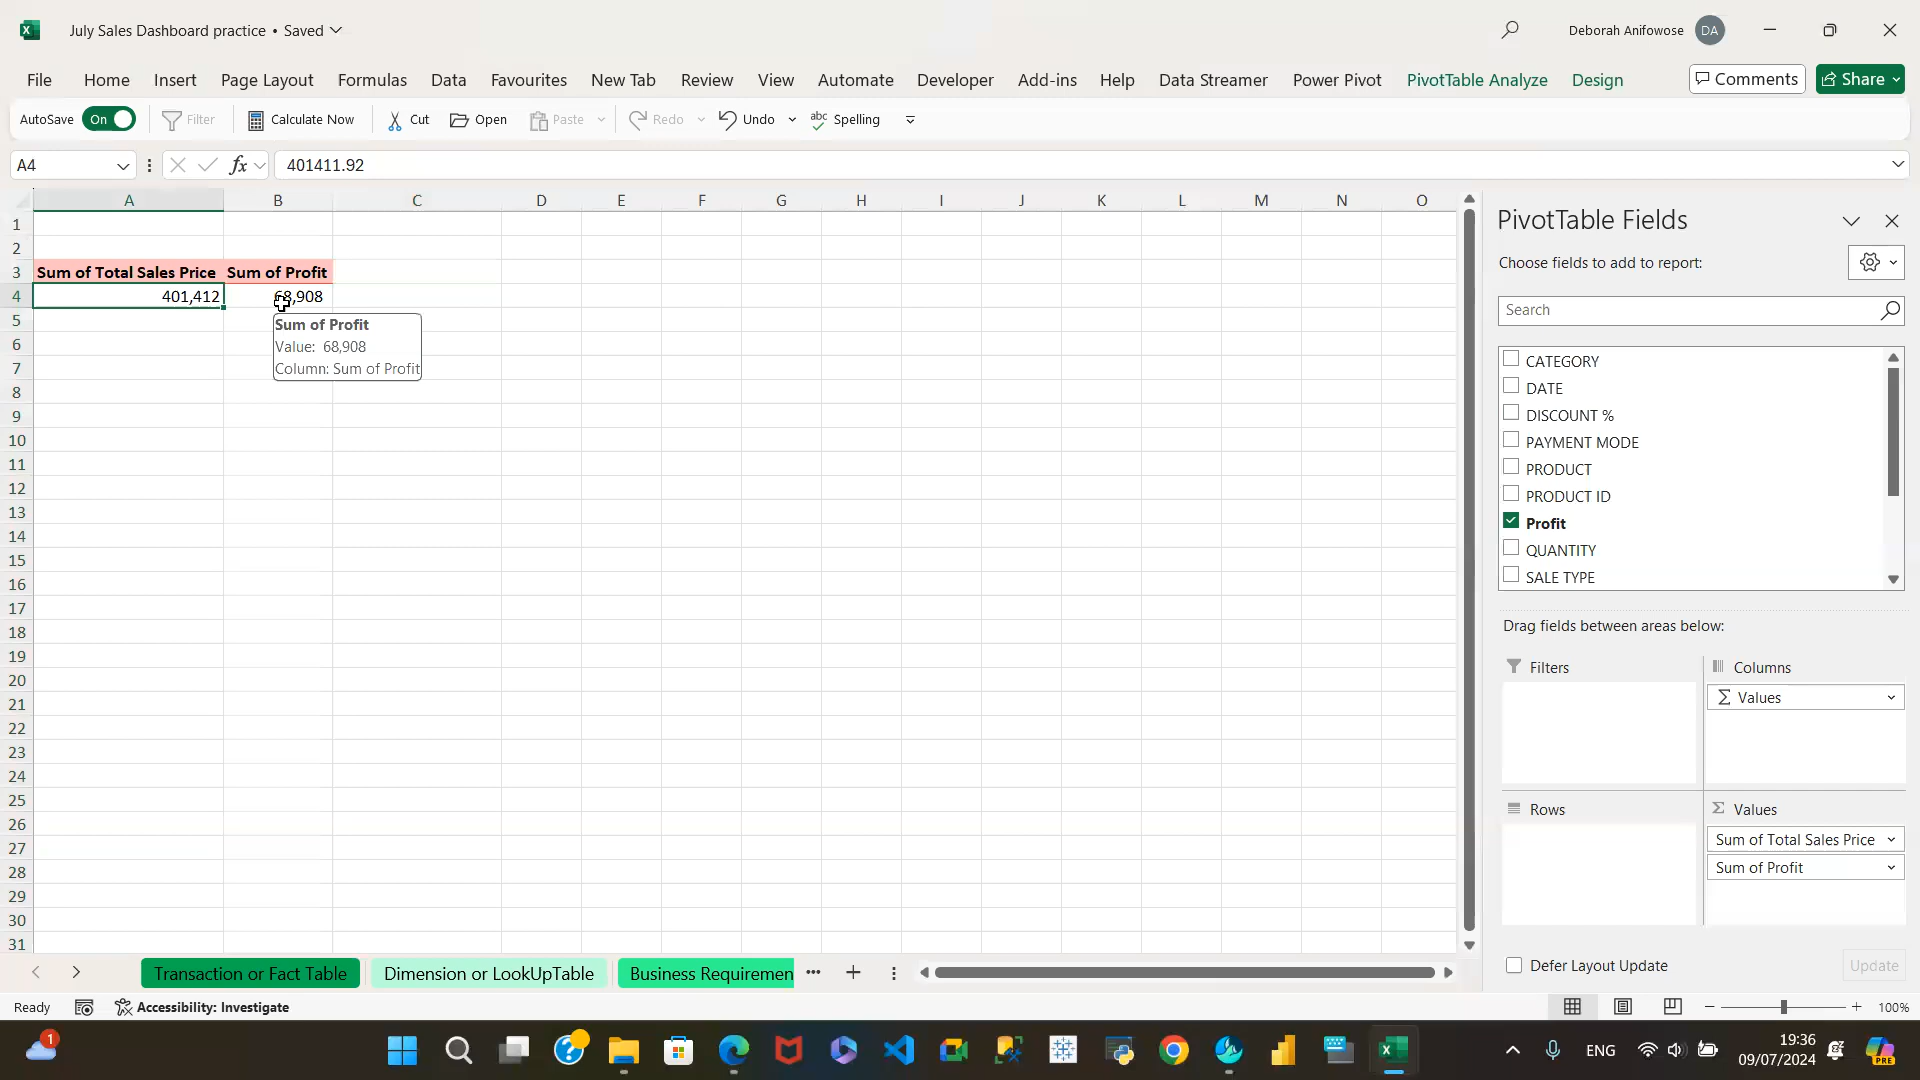 July Sales Dashboard practice • Saved
Deborah Anifowose
DA
File Home Insert Page Layout Formulas Data Favourites New Tab Review View Automate Developer Add-ins Help Data Streamer Power Pivot PivotTable Analyze Design Comments Share
AutoSave On Filter Calculate Now Cut Open Paste Redo Undo abc Spelling
A4 fx 401411.92
A B C D E F G H I J K L M N O
1
2
3 Sum of Total Sales Price Sum of Profit
4 401,412 68,908
5
6
7
8
9
10
11
12
13
14
15
16
17
18
19
20
21
22
23
24
25
26
27
28
29
30
31
Sum of Profit
Value: 68,908
Column: Sum of Profit
PivotTable Fields
Choose fields to add to report:
Search
CATEGORY
DATE
DISCOUNT %
PAYMENT MODE
PRODUCT
PRODUCT ID
Profit
QUANTITY
SALE TYPE
Drag fields between areas below:
Filters
Columns
Σ Values
Rows
Σ Values
Sum of Total Sales Price
Sum of Profit
Defer Layout Update
Update
Transaction or Fact Table Dimension or LookUpTable Business Requiremen
Ready Accessibility: Investigate 100%
1
ENG
19:36
09/07/2024
PRE